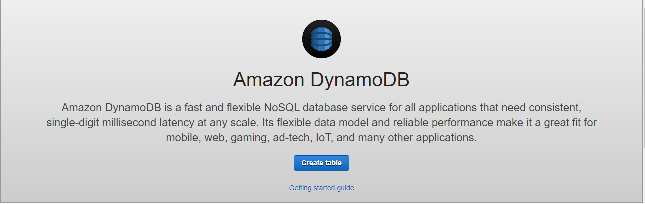 Amazon DynamoDB
Amazon DynamoDB is a fast and flexible NoSQL database service for all applications that need consistent,
single-digit millisecond latency at any scale. Its flexible data model and reliable performance make it a great fit for
mobile, web, gaming, ad-tech, IoT, and many other applications.
Create table
Getting started guide